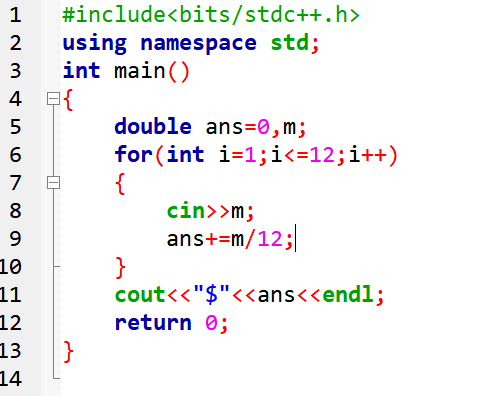 1 #include<bits/stdc++.h>
2 using namespace std;
3 int main()
4 {
5 double ans=0,m;
6 for(int i=1;i<=12;i++)
7 {
8 cin>>m;
9 ans+=m/12;
10 }
11 cout<<"$"<<ans<<endl;
12 return 0;
13 }
14